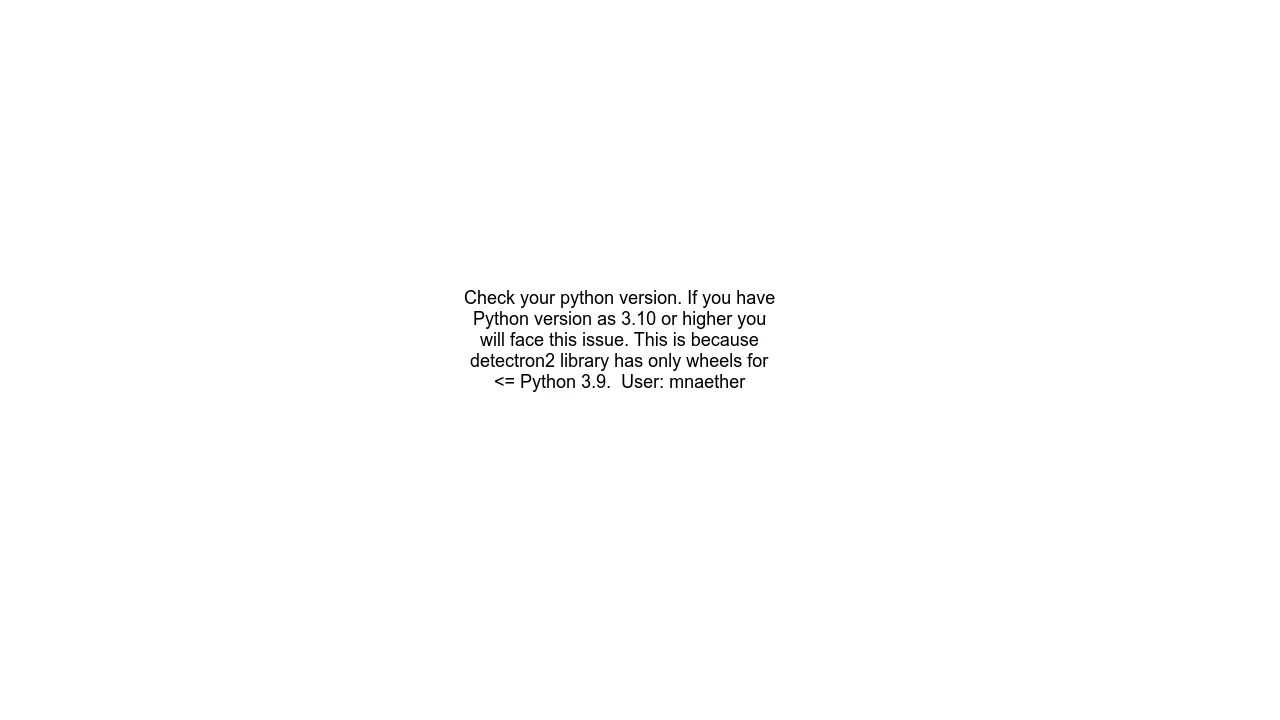 Check your python version. If you have
Python version as 3.10 or higher you
will face this issue. This is because
detectron2 library has only wheels for
<= Python 3.9.  User: mnaether